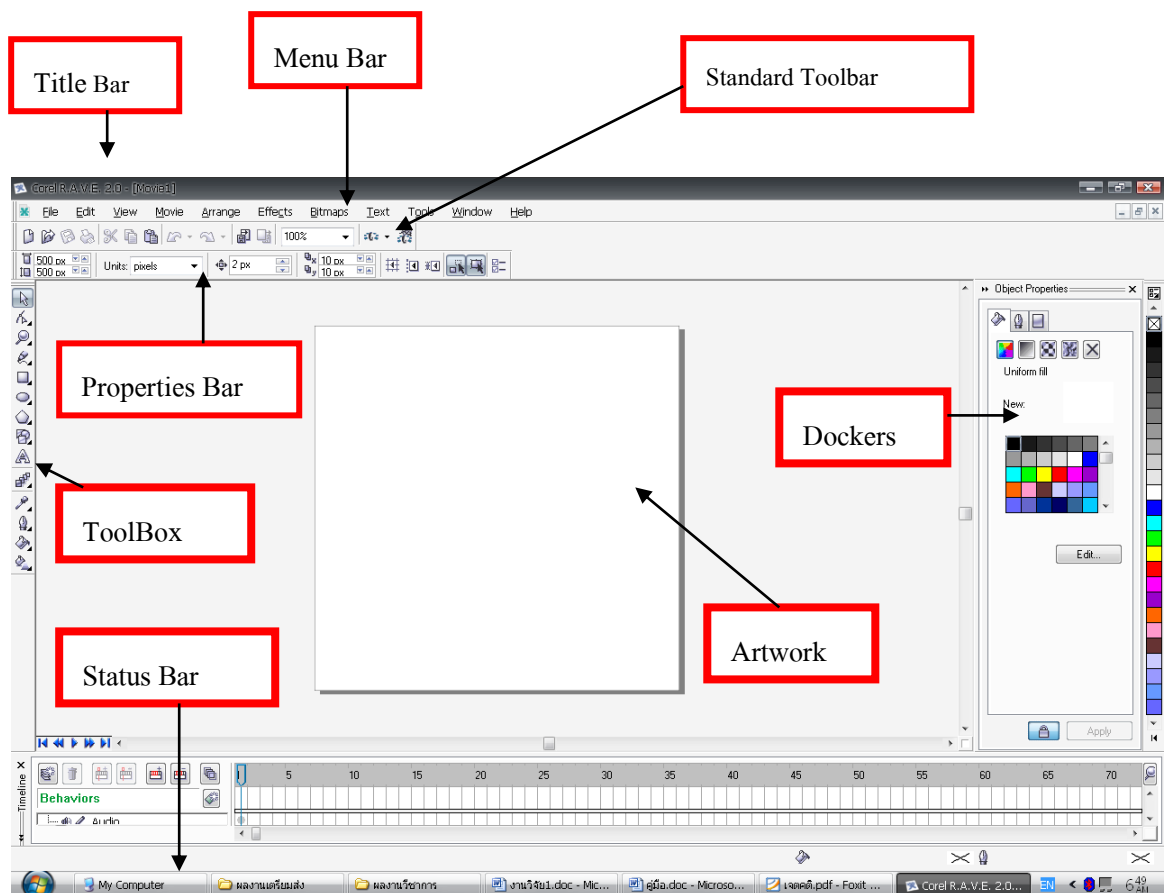 Menu Bar
Title Bar
Standard Toolbar
Corel R.A.V.E. 2.0 - [Movie1]
File Edit View Movie Arrange Effects Bitmaps Text Tools Window Help
100%
500 px
500 px
Units: pixels
2 px
10 px
10 px
Object Properties
Properties Bar
Uniform fill
New:
Dockers
ToolBox
Edit...
Artwork
Status Bar
Apply
Timeline
5 10 15 20 25 30 35 40 45 50 55 60 65 70
Behaviors
Audio
My Computer
ผลงานเตรียมส่ง
ผลงานวิชาการ
งานวิจัย1.doc - Mic...
คู่มือ.doc - Microso...
เจตคติ.pdf - Foxit ...
Corel R.A.V.E. 2.0...
EN
6:49 AM